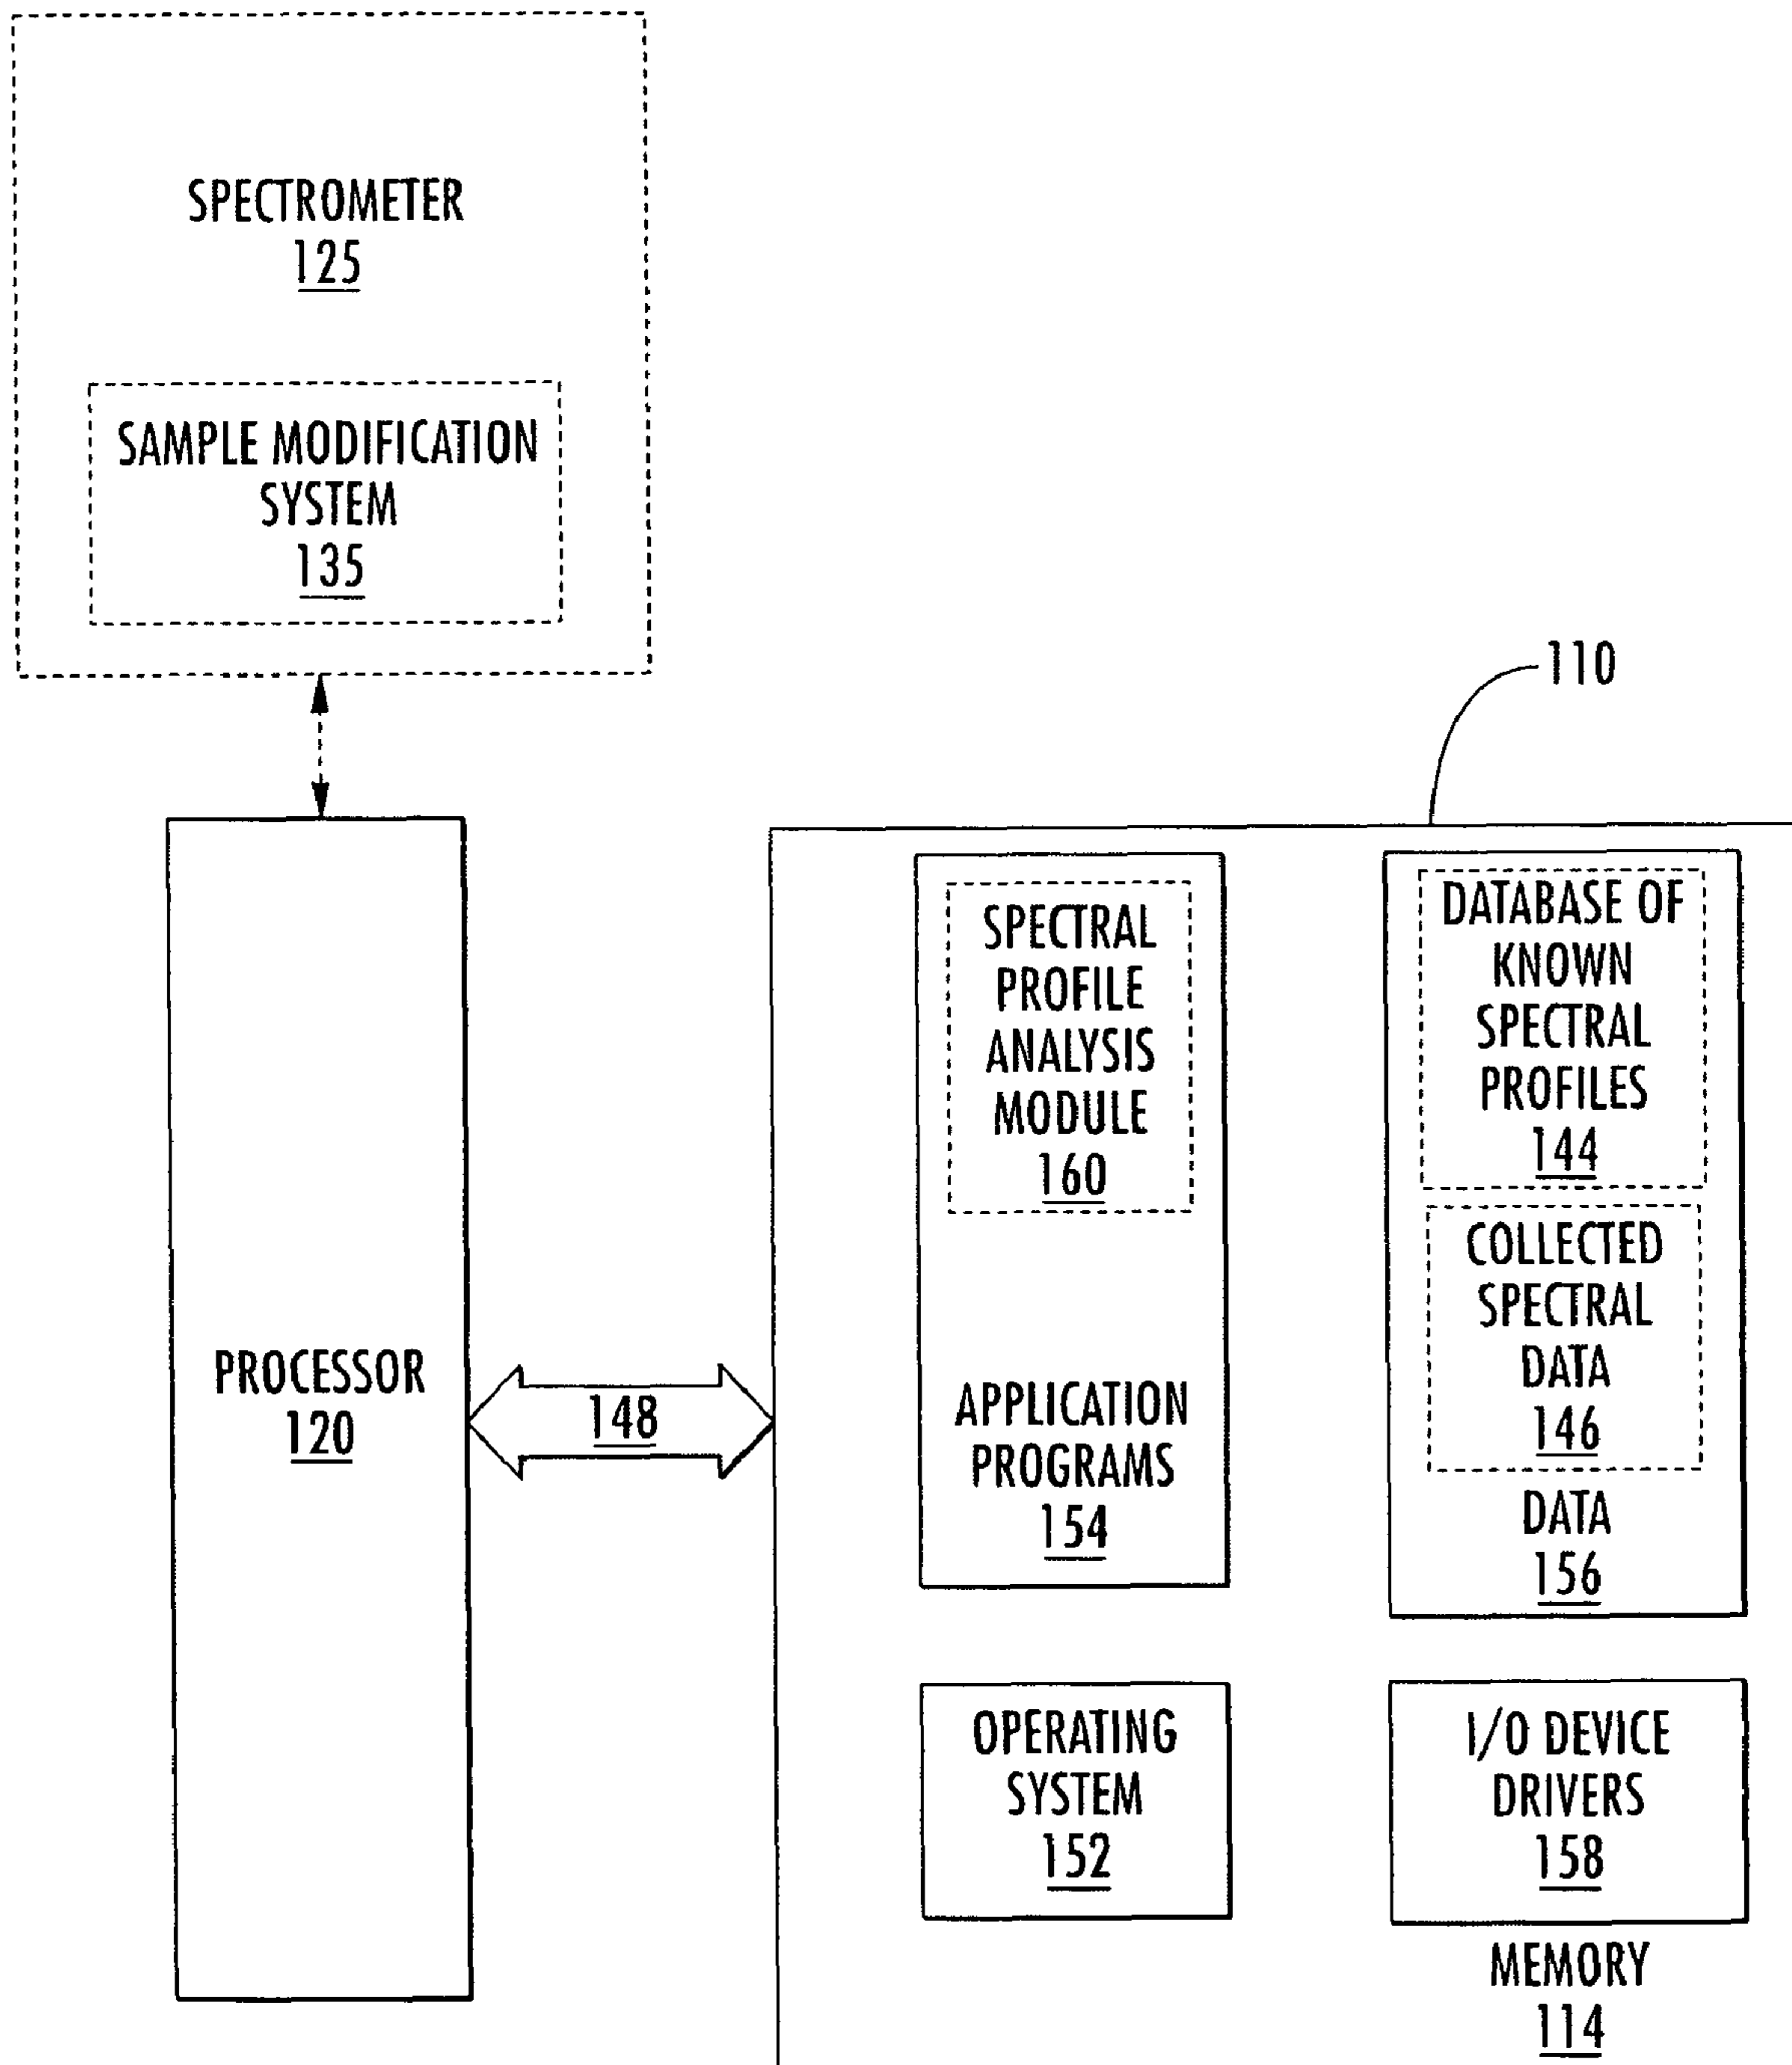 SPECTROMETER
125
SAMPLE MODIFICATION
SYSTEM
135
110
PROCESSOR
120
148
SPECTRAL
PROFILE
ANALYSIS
MODULE
160
APPLICATION
PROGRAMS
154
DATABASE OF
KNOWN
SPECTRAL
PROFILES
144
COLLECTED
SPECTRAL
DATA
146
DATA
156
OPERATING
SYSTEM
152
I/O DEVICE
DRIVERS
158
MEMORY
114